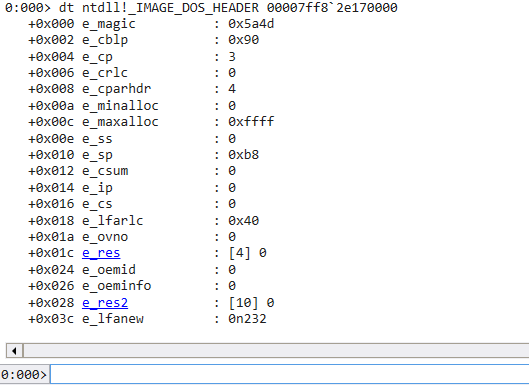 0:000> dt ntdll!_IMAGE_DOS_HEADER 00007ff8`2e170000
+0x000 e_magic : 0x5a4d
+0x002 e_cblp : 0x90
+0x004 e_cp : 3
+0x006 e_crlc : 0
+0x008 e_cparhdr : 4
+0x00a e_minalloc : 0
+0x00c e_maxalloc : 0xffff
+0x00e e_ss : 0
+0x010 e_sp : 0xb8
+0x012 e_csum : 0
+0x014 e_ip : 0
+0x016 e_cs : 0
+0x018 e_lfarlc : 0x40
+0x01a e_ovno : 0
+0x01c e_res : [4] 0
+0x024 e_oemid : 0
+0x026 e_oeminfo : 0
+0x028 e_res2 : [10] 0
+0x03c e_lfanew : 0n232
0:000>